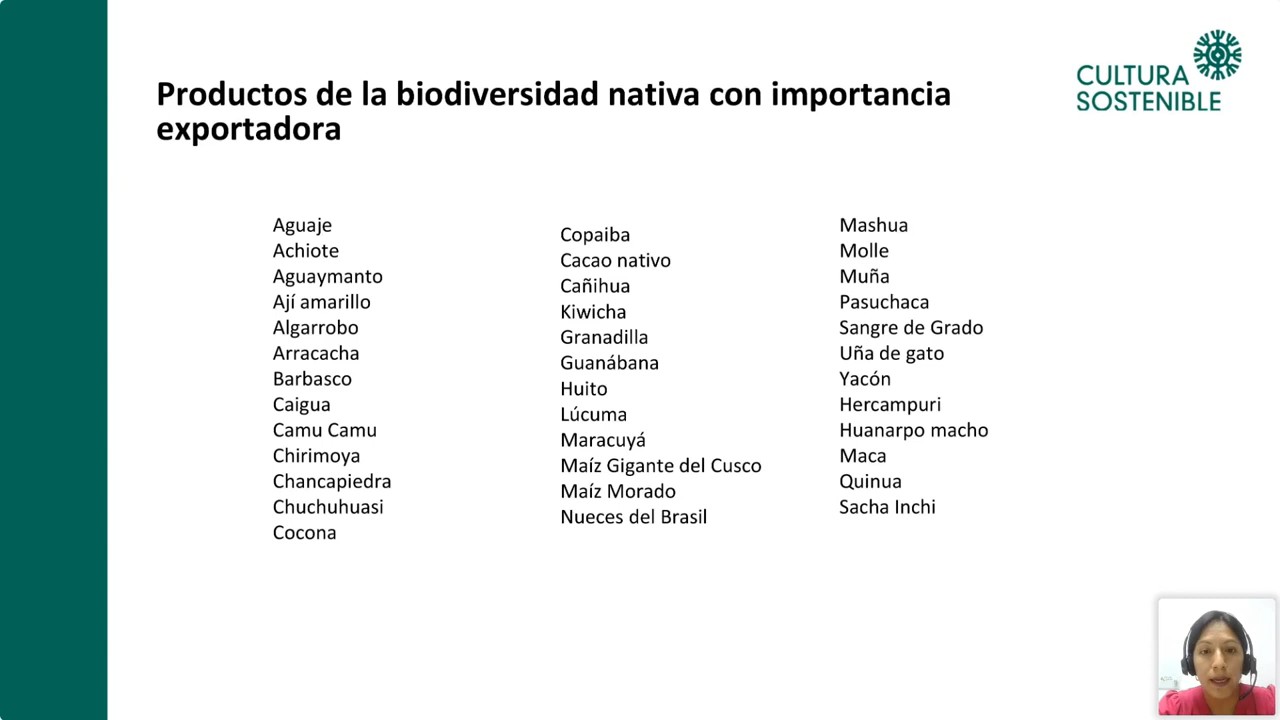 CULTURA
SOSTENIBLE
Productos de la biodiversidad nativa con importancia
exportadora
Aguaje
Achiote
Aguaymanto
Ají amarillo
Algarrobo
Arracacha
Barbasco
Caigua
Camu Camu
Chirimoya
Chancapiedra
Chuchuhuasi
Cocona
Copaiba
Cacao nativo
Cañihua
Kiwicha
Granadilla
Guanábana
Huito
Lúcuma
Maracuyá
Maíz Gigante del Cusco
Maíz Morado
Nueces del Brasil
Mashua
Molle
Muña
Pasuchaca
Sangre de Grado
Uña de gato
Yacón
Hercampuri
Huanarpo macho
Maca
Quinua
Sacha Inchi